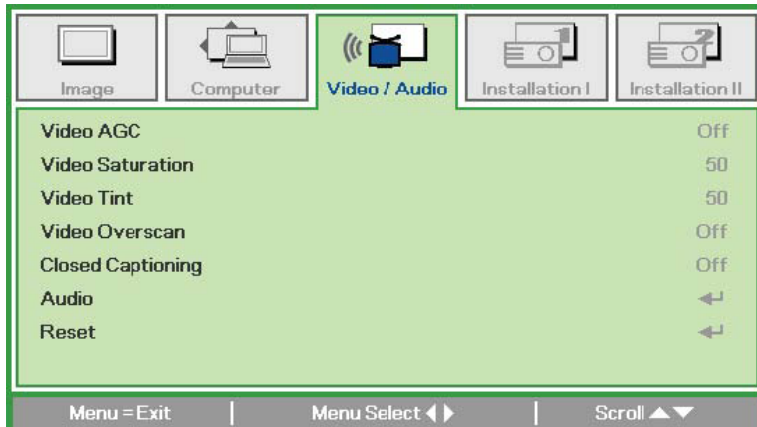 Image Computer Video / Audio Installation I Installation II
Video AGC Off
Video Saturation 50
Video Tint 50
Video Overscan Off
Closed Captioning Off
Audio
Reset
Menu = Exit | Menu Select | Scroll